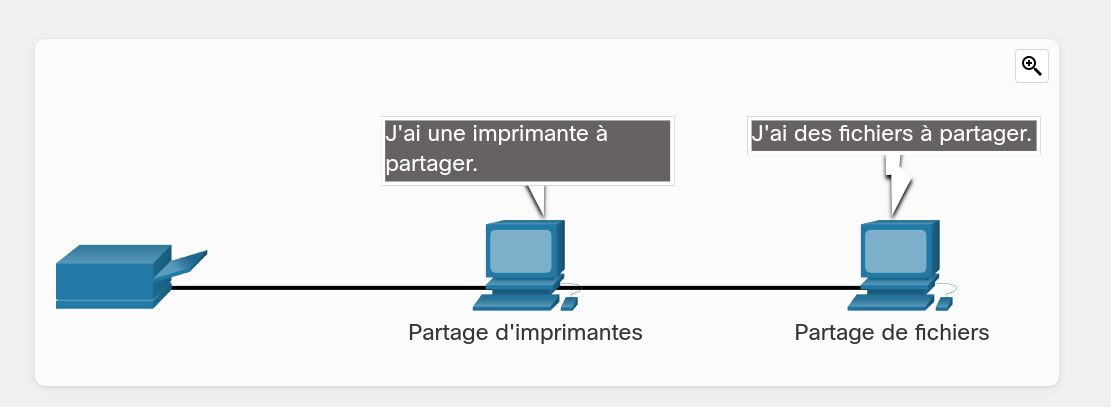 J'ai une imprimante à
partager.
J'ai des fichiers à partager.
Partage d'imprimantes
Partage de fichiers